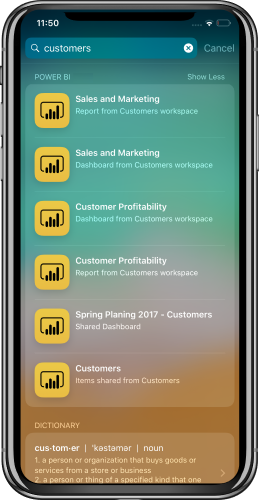 11:50
customers
Cancel
POWER BI
Show Less
Sales and Marketing
Report from Customers workspace
Sales and Marketing
Dashboard from Customers workspace
Customer Profitability
Dashboard from Customers workspace
Customer Profitability
Report from Customers workspace
Spring Planing 2017 - Customers
Shared Dashboard
Customers
Items shared from Customers
DICTIONARY
cus·tom·er | ˈkəstəmər | noun
1. a person or organization that buys goods or
services from a store or business
2. a person or thing of a specified kind that one